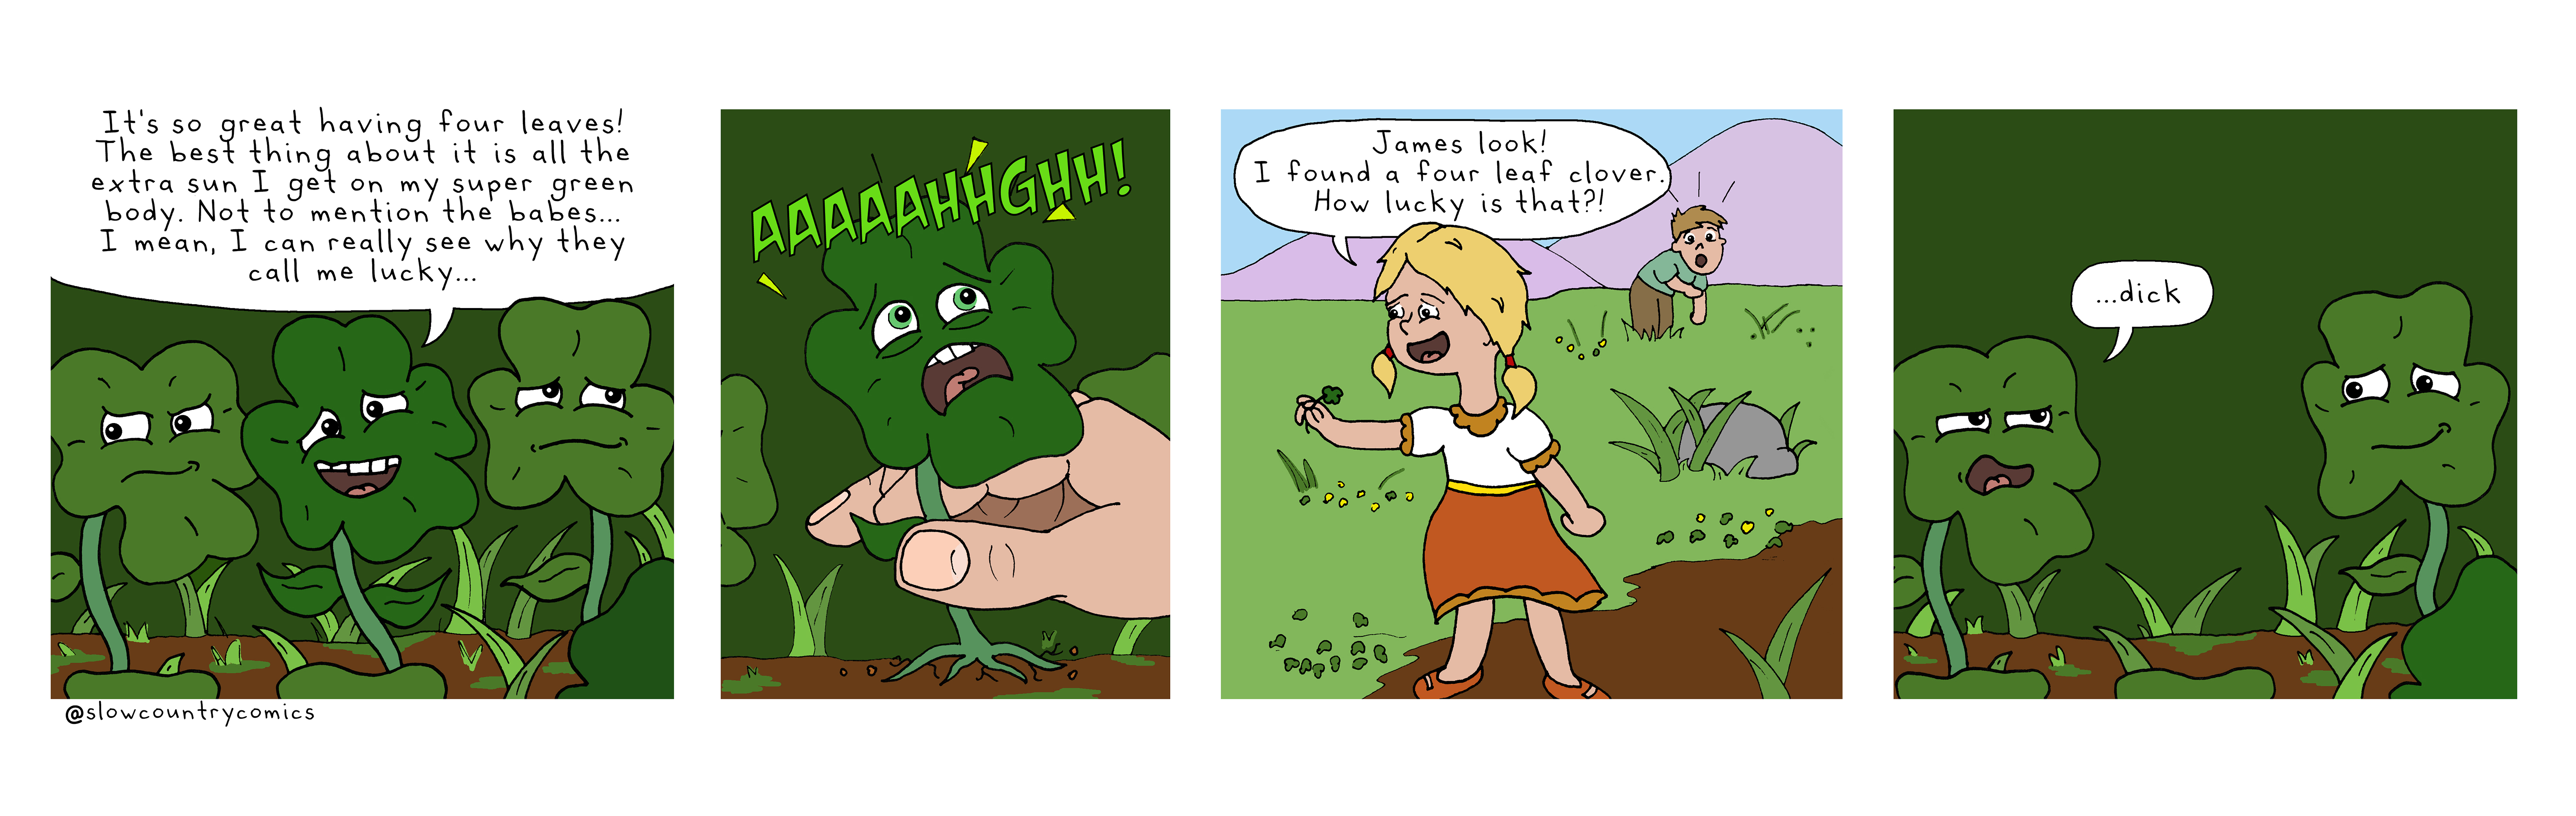 It's so great having four leaves!
The best thing about it is all the
extra sun I get on my super green
body. Not to mention the babes...
I mean, I can really see why they
call me lucky...
AAAAAHHGHH!
James look!
I found a four leaf clover.
How lucky is that?!
...dick
@slowcountrycomics